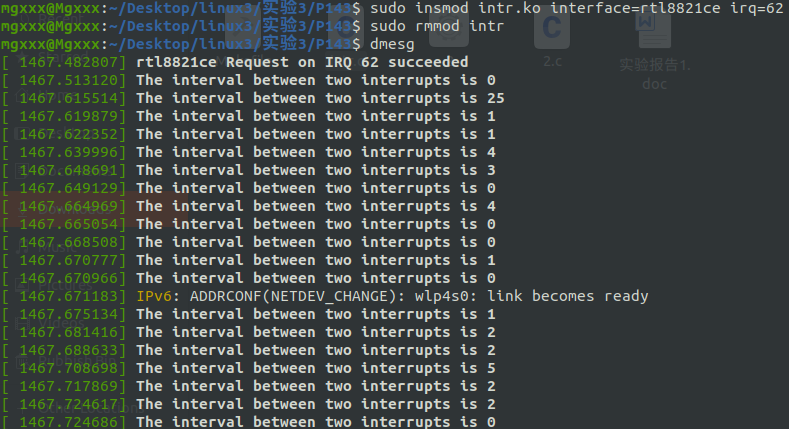 mgxxx@Mgxxx:~/Desktop/linux3/实验3/P143$ sudo insmod intr.ko interface=rtl8821ce irq=62
mgxxx@Mgxxx:~/Desktop/linux3/实验3/P143$ sudo rmmod intr
mgxxx@Mgxxx:~/Desktop/linux3/实验3/P143$ dmesg
[ 1467.482807] rtl8821ce Request on IRQ 62 succeeded
[ 1467.513120] The interval between two interrupts is 0
[ 1467.615514] The interval between two interrupts is 25
[ 1467.619879] The interval between two interrupts is 1
[ 1467.622352] The interval between two interrupts is 1
[ 1467.639996] The interval between two interrupts is 4
[ 1467.648691] The interval between two interrupts is 3
[ 1467.649129] The interval between two interrupts is 0
[ 1467.664969] The interval between two interrupts is 4
[ 1467.665054] The interval between two interrupts is 0
[ 1467.668508] The interval between two interrupts is 0
[ 1467.670777] The interval between two interrupts is 1
[ 1467.670966] The interval between two interrupts is 0
[ 1467.671183] IPv6: ADDRCONF(NETDEV_CHANGE): wlp4s0: link becomes ready
[ 1467.675134] The interval between two interrupts is 1
[ 1467.681416] The interval between two interrupts is 2
[ 1467.688633] The interval between two interrupts is 2
[ 1467.708698] The interval between two interrupts is 5
[ 1467.717869] The interval between two interrupts is 2
[ 1467.724617] The interval between two interrupts is 2
[ 1467.724686] The interval between two interrupts is 0
2.c
实验报告1.
doc